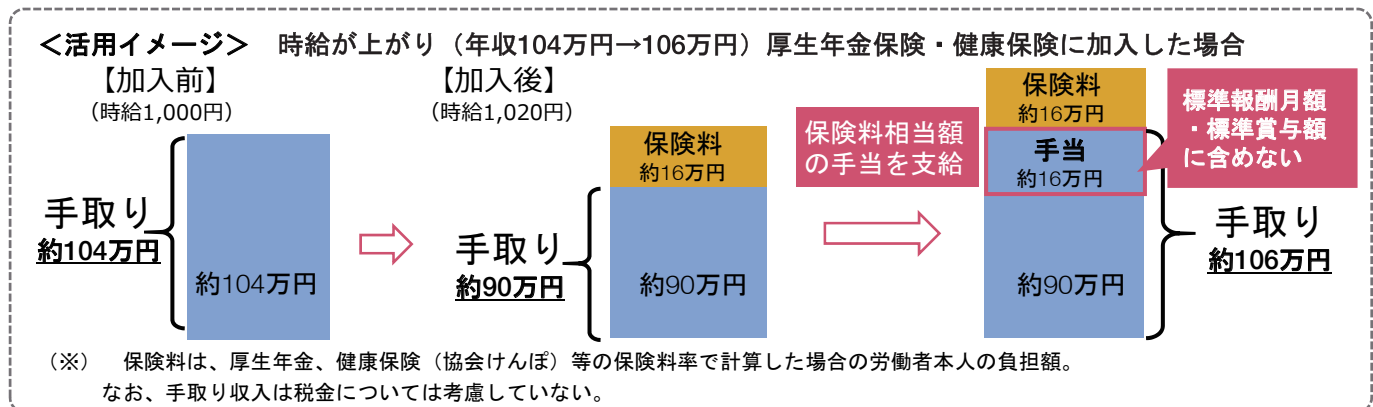 ＜活用イメージ＞　時給が上がり（年収104万円→106万円）厚生年金保険・健康保険に加入した場合
【加入前】
（時給1,000円）
手取り
約104万円
約104万円
【加入後】
（時給1,020円）
手取り
約90万円
保険料
約16万円
約90万円
保険料相当額
の手当を支給
保険料
約16万円
手当
約16万円
約90万円
標準報酬月額
・標準賞与額
に含めない
手取り
約106万円
（※）　保険料は、厚生年金、健康保険（協会けんぽ）等の保険料率で計算した場合の労働者本人の負担額。
なお、手取り収入は税金については考慮していない。